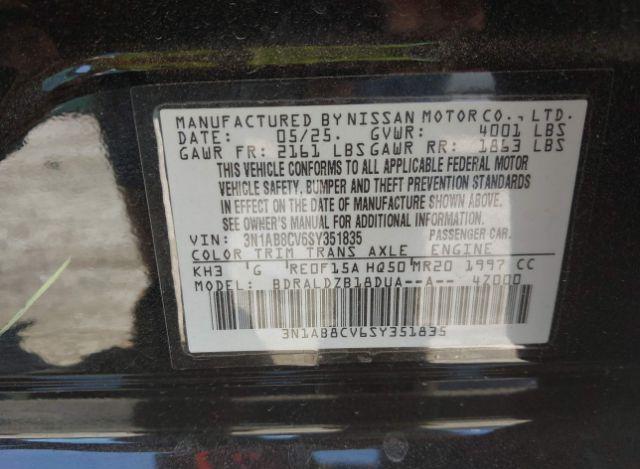 MANUFACTURED BY NISSAN MOTOR CO., LTD.
DATE: 05/25. GVWR: 4001 LBS
GAWR FR: 2161 LBS GAWR RR: 1863 LBS
THIS VEHICLE CONFORMS TO ALL APPLICABLE FEDERAL MOTOR
VEHICLE SAFETY, BUMPER AND THEFT PREVENTION STANDARDS
IN EFFECT ON THE DATE OF MANUFACTURE SHOWN ABOVE.
SEE OWNER'S MANUAL FOR ADDITIONAL INFORMATION.
VIN: 3N1AB8CV6SY351835 PASSENGER CAR.
COLOR TRIM TRANS AXLE ENGINE
KH3 G RE0F15A HQ50 MR20 1997 CC
MODEL: BDRALDZB18DUA--A-- 47000
3N1AB8CV6SY351835